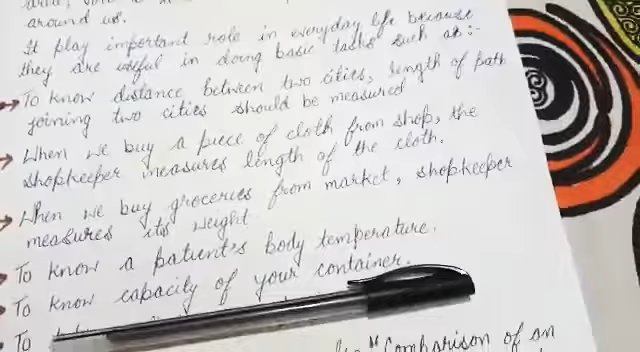 around us.
It play important role in everyday life because
they are useful in doing basic tasks such as:-
→ To know distance between two cities, length of path
joining two cities should be measured
→ When we buy a piece of cloth from shop, the
shopkeeper measures length of the cloth.
→ When we buy groceries from market, shopkeeper
measures its weight
→ To know a patient's body temperature.
→ To know capacity of your container.
→ To
"Comparison of an